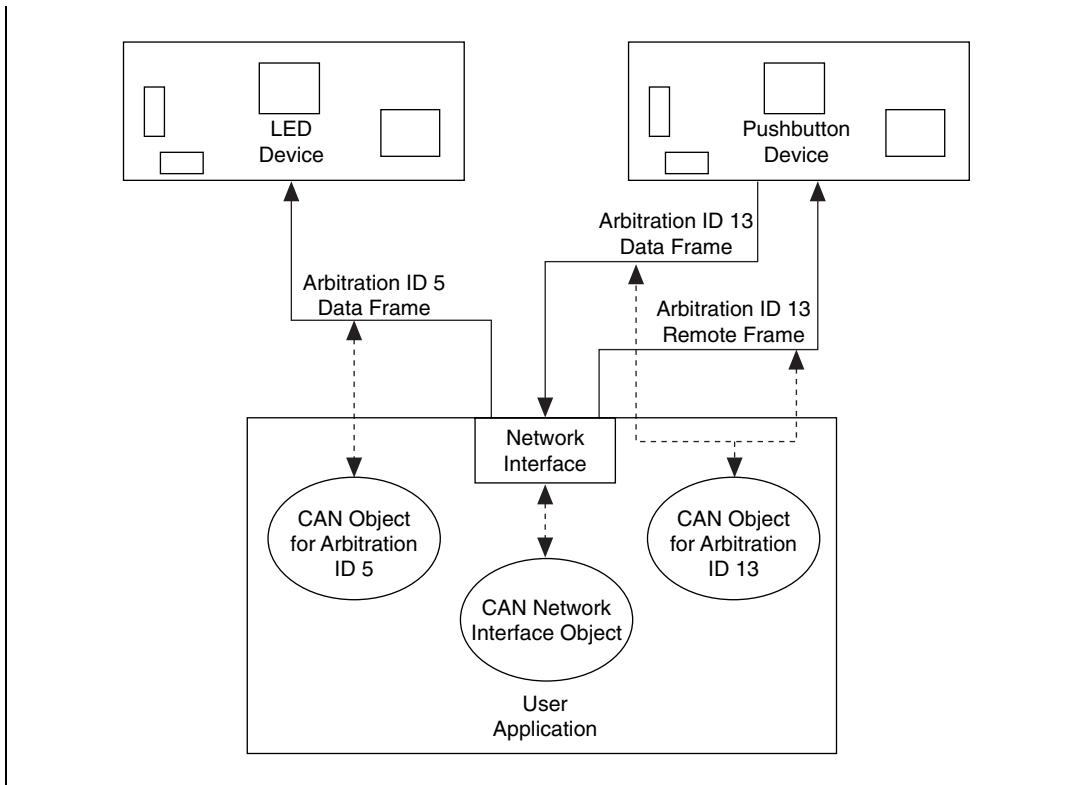 LED
Device
Pushbutton
Device
Arbitration ID 13
Data Frame
Arbitration ID 5
Data Frame
Arbitration ID 13
Remote Frame
Network
Interface
CAN Object
for Arbitration
ID 5
CAN Object
for Arbitration
ID 13
CAN Network
Interface Object
User
Application